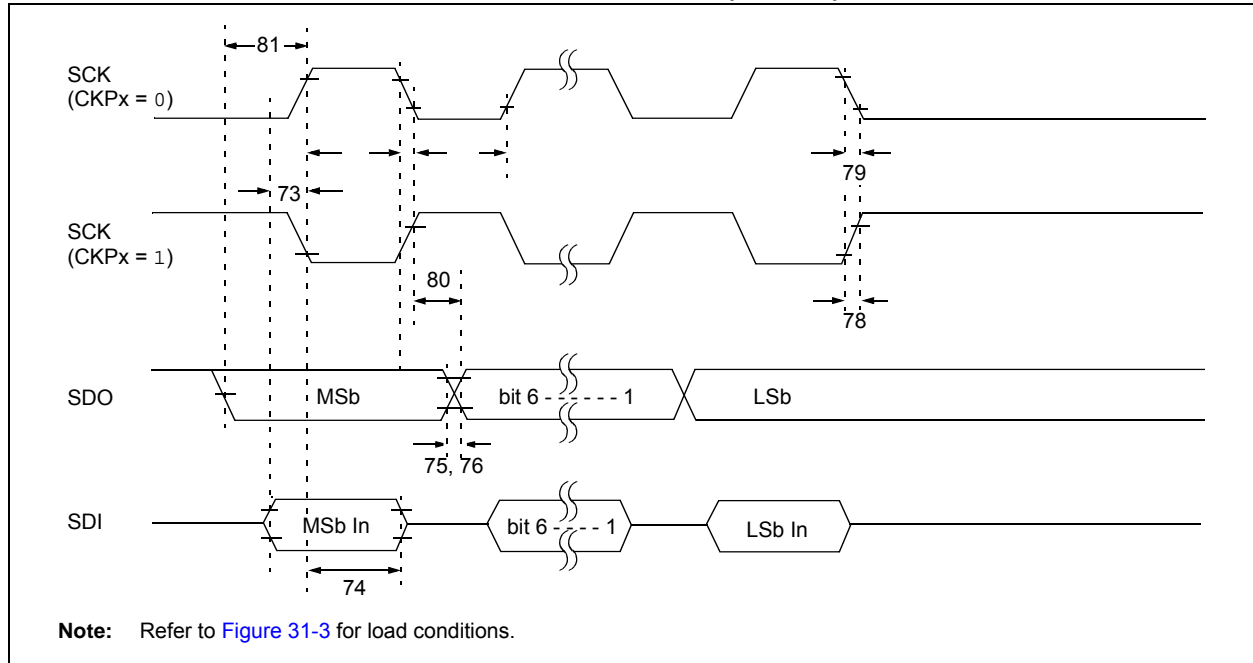 81
SCK
(CKPx = 0)
79
73
SCK
(CKPx = 1)
80
78
SDO
MSb
bit 6 - - - - - - 1
LSb
75, 76
SDI
MSb In
bit 6 - - - - 1
LSb In
74
Note: Refer to Figure 31-3 for load conditions.